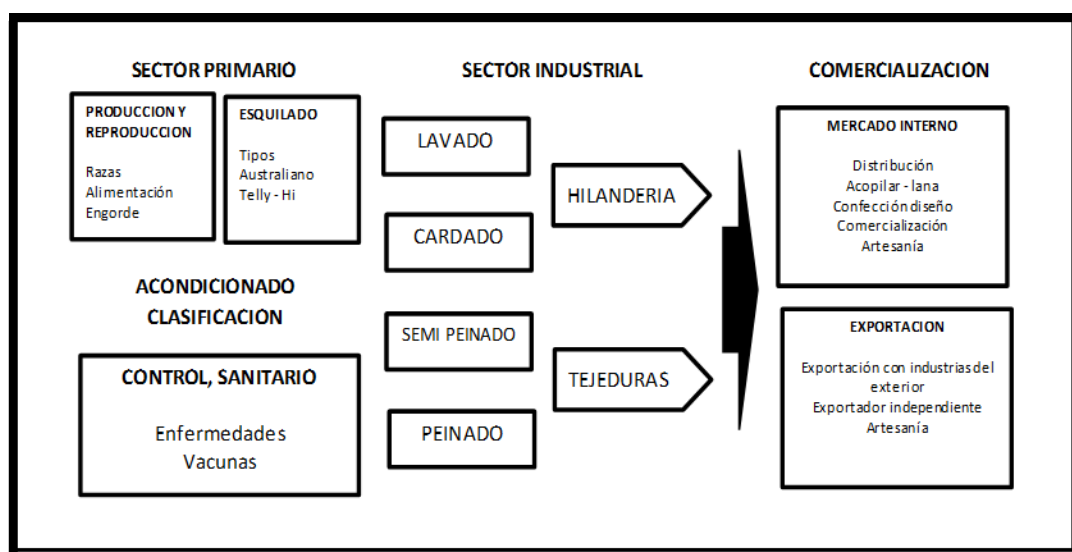 SECTOR PRIMARIO
PRODUCCION Y
REPRODUCCION
Razas
Alimentación
Engorde
ESQUILADO
Tipos
Australiano
Telly - Hi
ACONDICIONADO
CLASIFICACIÓN
CONTROL, SANITARIO
Enfermedades
Vacunas
SECTOR INDUSTRIAL
LAVADO
CARDADO
SEMI PEINADO
PEINADO
HILANDERIA
TEJEDURAS
COMERCIALIZACIÓN
MERCADO INTERNO
Distribución
Acopilar - lana
Confección diseño
Comercialización
Artesanía
EXPORTACION
Exportación con industrias del
exterior
Exportador independiente
Artesanía